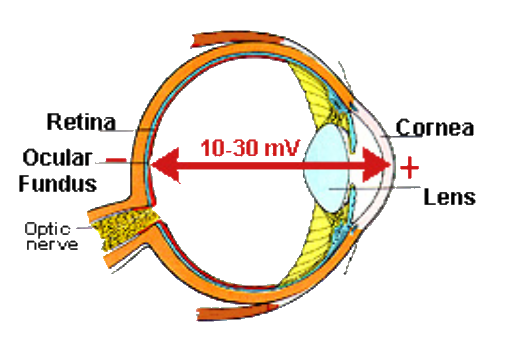 Retina
Ocular
Fundus
Optic
nerve
−
10-30 mV
+
Cornea
Lens